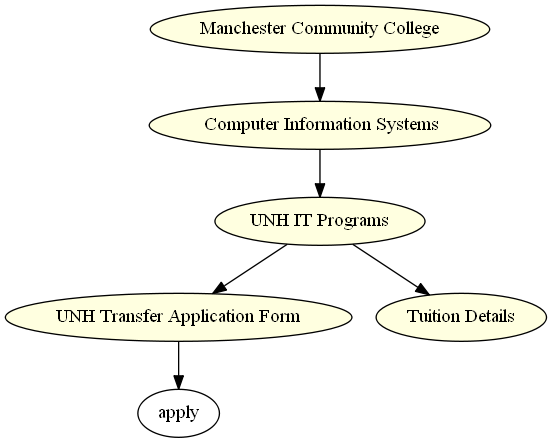 Manchester Community College
Computer Information Systems
UNH IT Programs
UNH Transfer Application Form
Tuition Details
apply